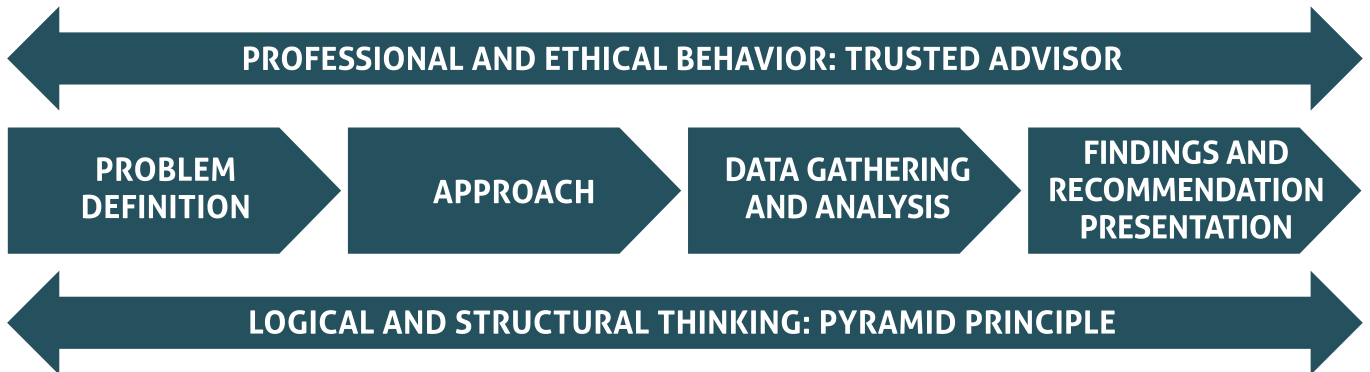 PROFESSIONAL AND ETHICAL BEHAVIOR: TRUSTED ADVISOR
PROBLEM
DEFINITION
APPROACH
DATA GATHERING
AND ANALYSIS
FINDINGS AND
RECOMMENDATION
PRESENTATION
LOGICAL AND STRUCTURAL THINKING: PYRAMID PRINCIPLE